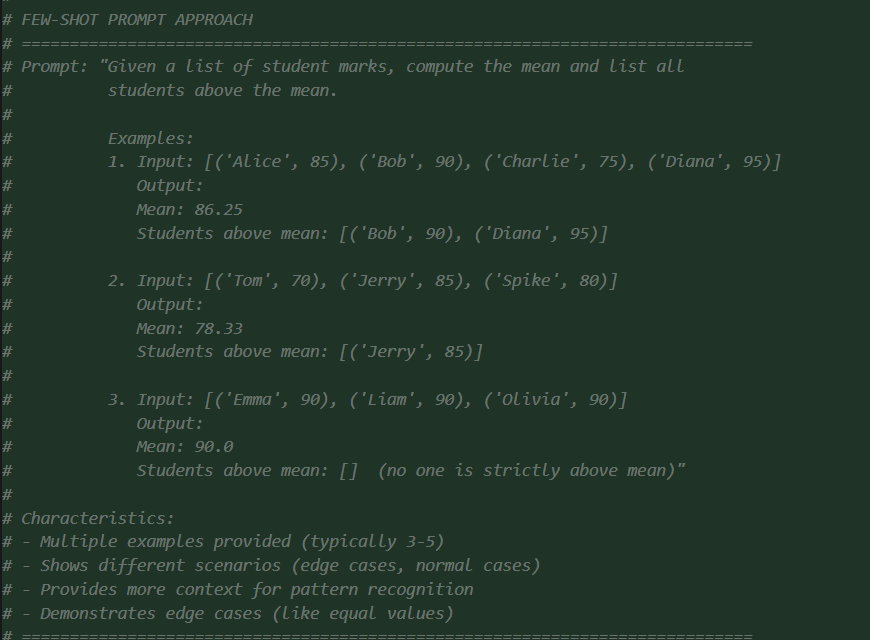 # FEW-SHOT PROMPT APPROACH
# ============================================================================
# Prompt: "Given a list of student marks, compute the mean and list all
#          students above the mean.
#
#          Examples:
#          1. Input: [('Alice', 85), ('Bob', 90), ('Charlie', 75), ('Diana', 95)]
#             Output:
#             Mean: 86.25
#             Students above mean: [('Bob', 90), ('Diana', 95)]
#
#          2. Input: [('Tom', 70), ('Jerry', 85), ('Spike', 80)]
#             Output:
#             Mean: 78.33
#             Students above mean: [('Jerry', 85)]
#
#          3. Input: [('Emma', 90), ('Liam', 90), ('Olivia', 90)]
#             Output:
#             Mean: 90.0
#             Students above mean: []  (no one is strictly above mean)"
#
# Characteristics:
# - Multiple examples provided (typically 3-5)
# - Shows different scenarios (edge cases, normal cases)
# - Provides more context for pattern recognition
# - Demonstrates edge cases (like equal values)
# ============================================================================